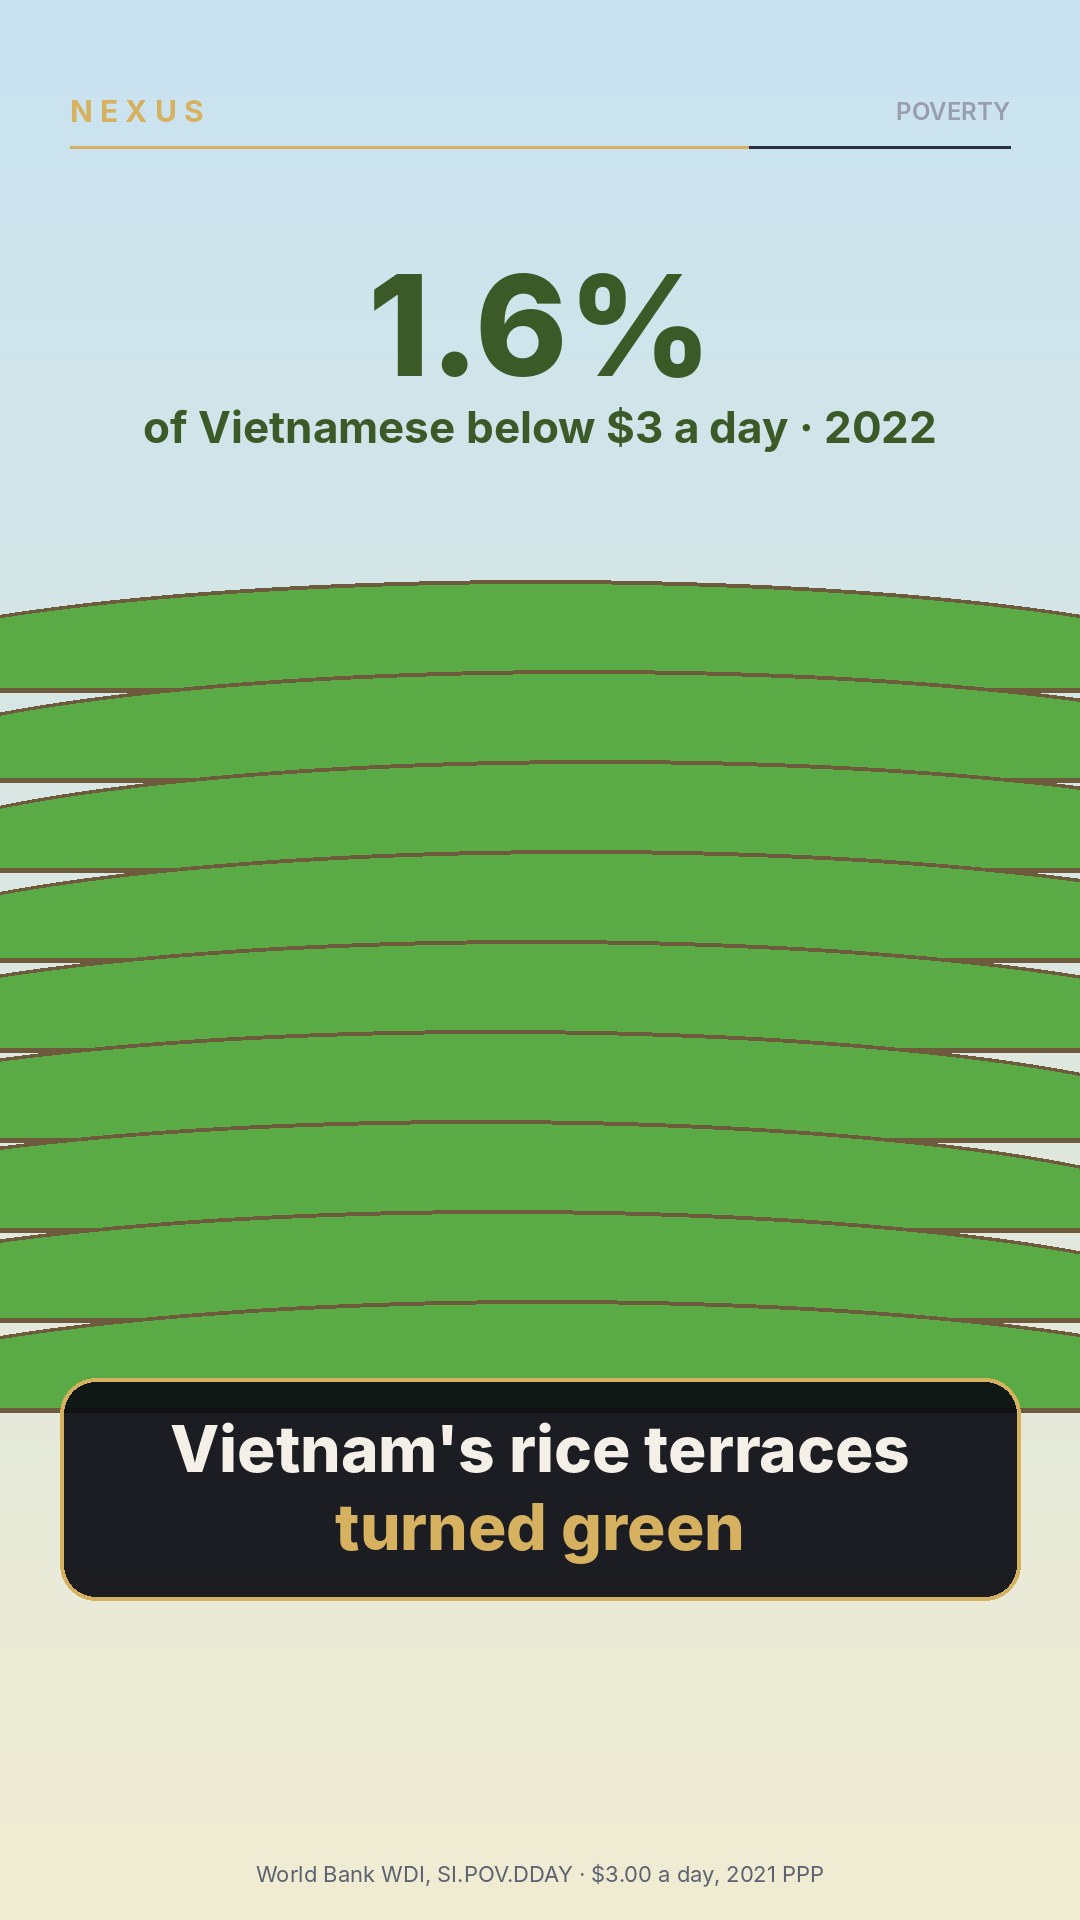 NEXUS
POVERTY
1.6%
of Vietnamese below $3 a day · 2022
Vietnam's rice terraces
turned green
World Bank WDI, SI.POV.DDAY · $3.00 a day, 2021 PPP